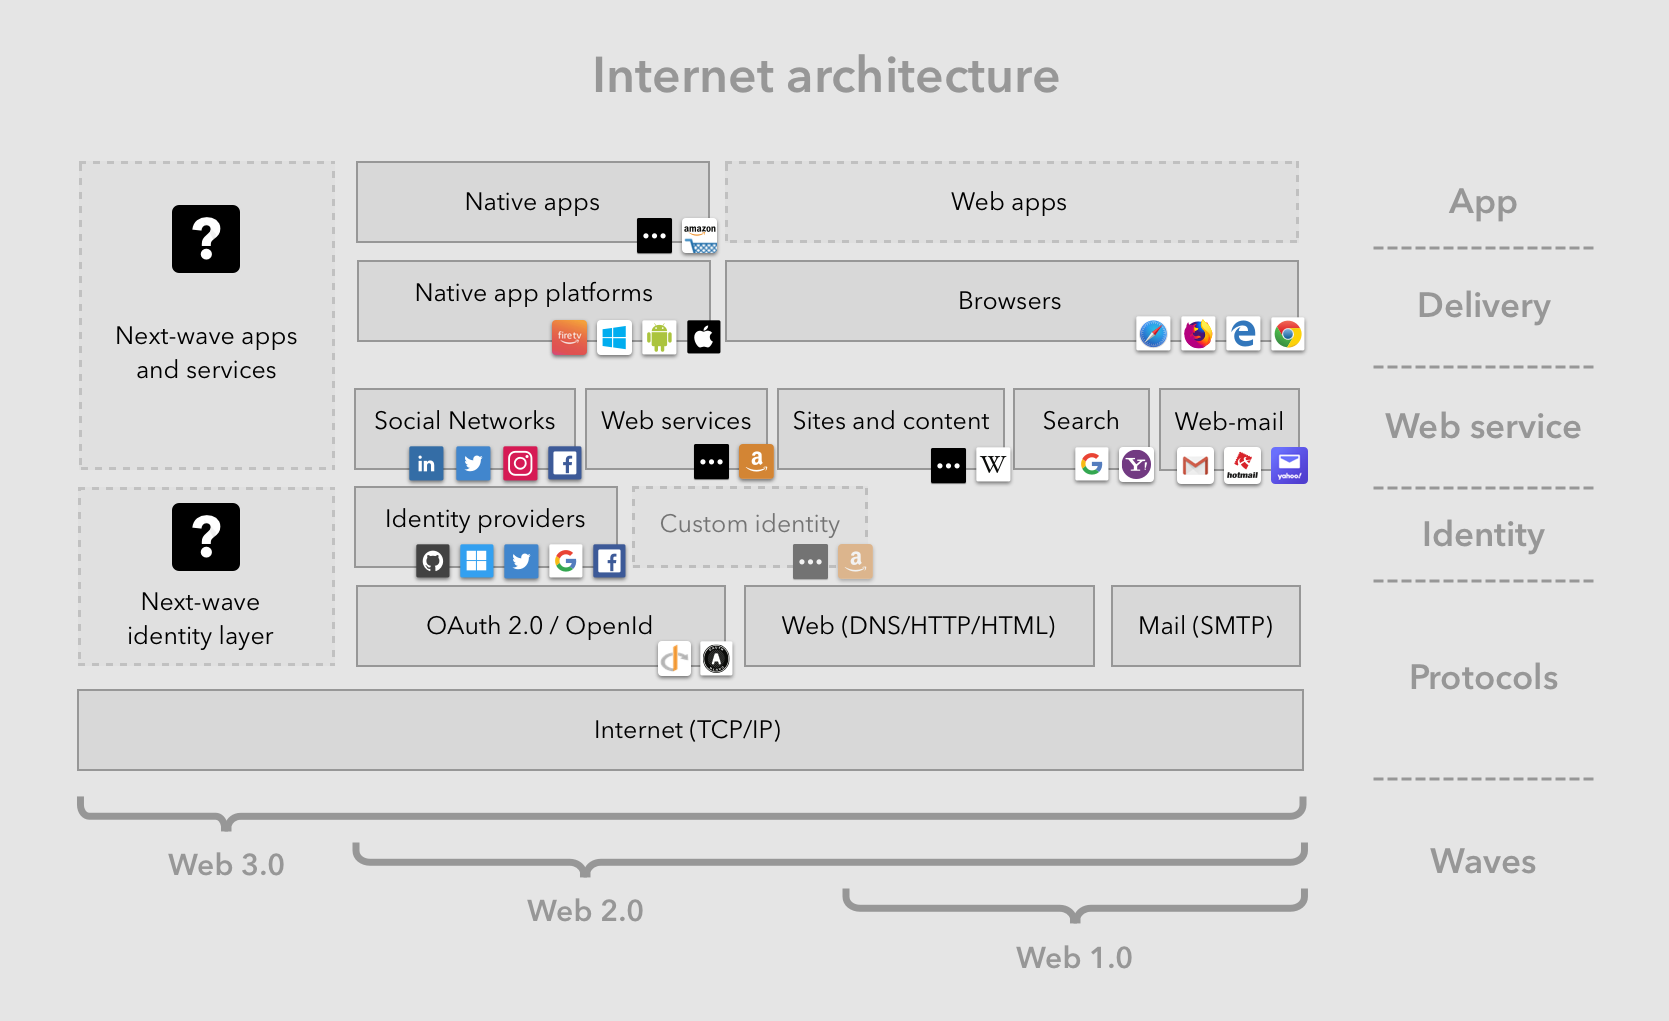 Internet architecture
?
Next-wave apps
and services
Native apps
amazon
Web apps
App
Native app platforms
firetv
Browsers
Delivery
Social Networks
in
Web services
a
Sites and content
W
Search
G
Y!
Web-mail
hotmail
yahoo!
Web service
?
Next-wave
identity layer
Identity providers
G
Custom identity
a
Identity
OAuth 2.0 / OpenId
A
Web (DNS/HTTP/HTML)
Mail (SMTP)
Protocols
Internet (TCP/IP)
Web 3.0
Web 2.0
Web 1.0
Waves